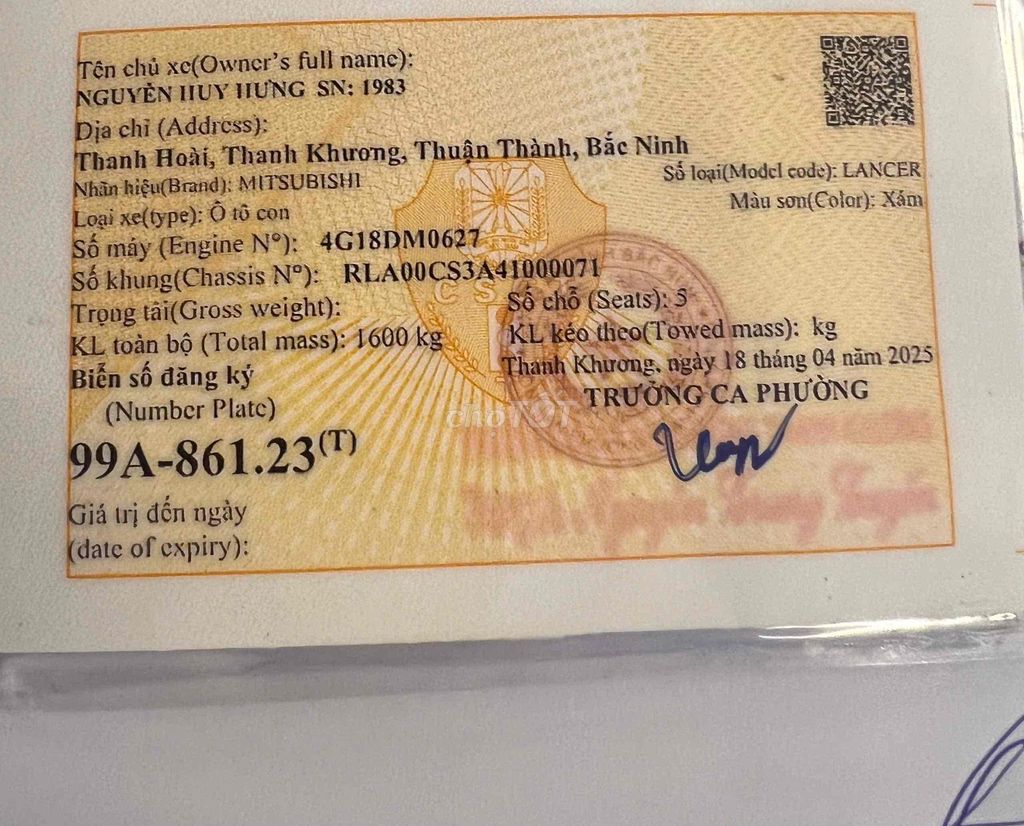 Tên chủ xe(Owner's full name):
NGUYỄN HUY HƯNG SN: 1983
Địa chỉ (Address):
Thanh Hoài, Thanh Khương, Thuận Thành, Bắc Ninh
Nhãn hiệu(Brand): MITSUBISHI
Số loại(Model code): LANCER
Loại xe(type): Ô tô con
Màu sơn(Color): Xám
Số máy (Engine Nº): 4G18DM0627
Số khung(Chassis Nº): RLA00CS3A41000071
Trọng tải(Gross weight):
Số chỗ (Seats): 5
KL toàn bộ (Total mass): 1600 kg
KL kéo theo(Towed mass): kg
Thanh Khương, ngày 18 tháng 04 năm 2025
Biển số đăng ký
TRƯỞNG CA PHƯỜNG
(Number Plate)
chợTỐT
99A-861.23(T)
Giá trị đến ngày
(date of expiry):